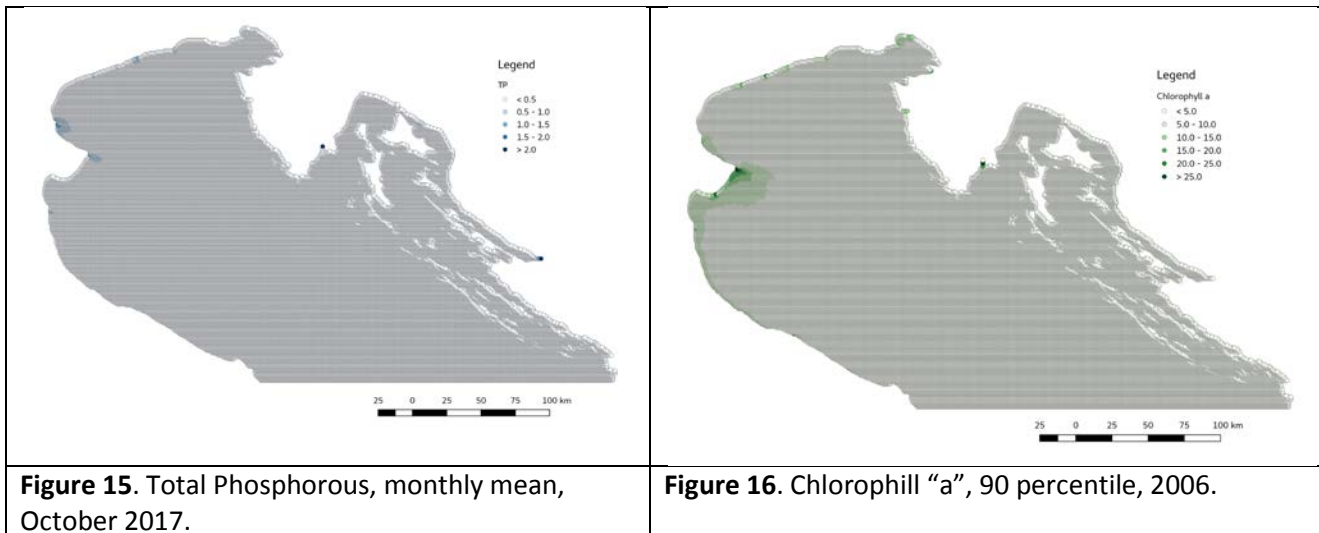 Legend
TP
< 0.5
0.5 - 1.0
1.0 - 1.5
1.5 - 2.0
> 2.0
25 0 25 50 75 100 km
Legend
Chlorophyll a
< 5.0
5.0 - 10.0
10.0 - 15.0
15.0 - 20.0
20.0 - 25.0
> 25.0
25 0 25 50 75 100 km
Figure 15. Total Phosphorous, monthly mean,
October 2017.
Figure 16. Chlorophill “a”, 90 percentile, 2006.